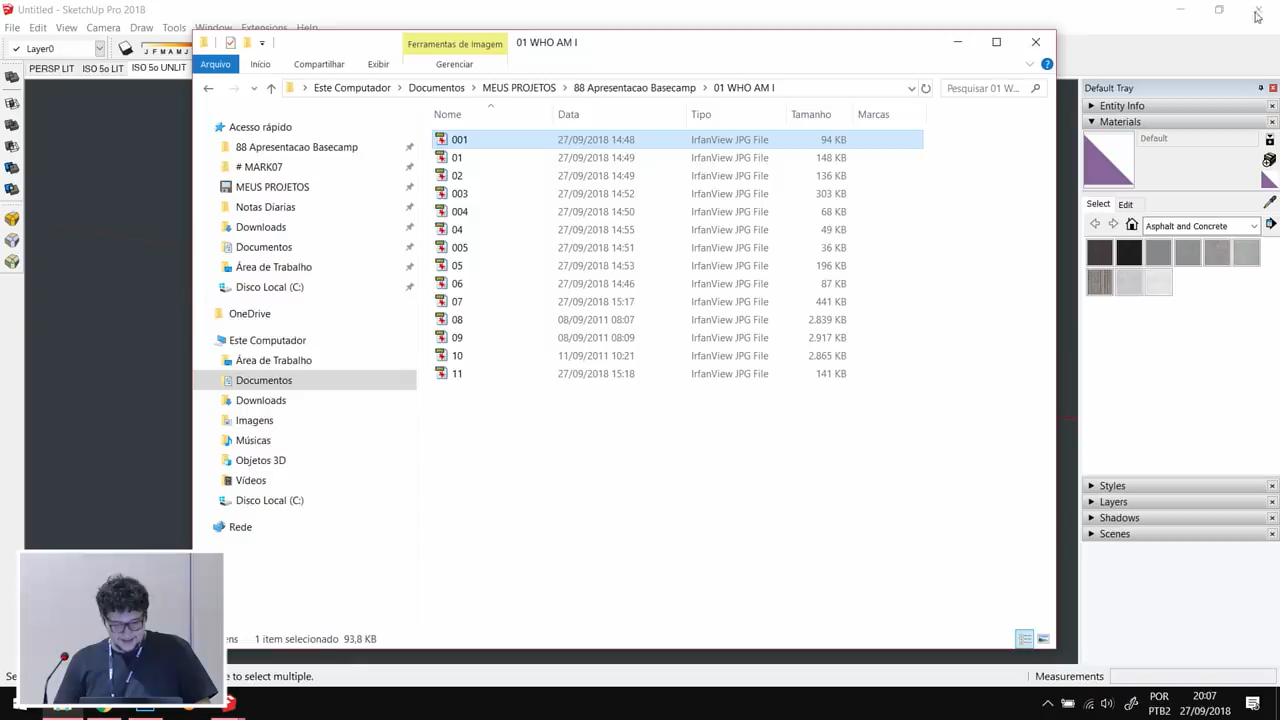 Untitled - SketchUp Pro 2018
File Edit View Camera Draw Tools Window Extensions Help
Layer0
J F M A M J
PERSP LIT ISO 5o LIT ISO 5o UNLIT
Ferramentas de Imagem 01 WHO AM I
Arquivo Início Compartilhar Exibir Gerenciar
Este Computador > Documentos > MEUS PROJETOS > 88 Apresentacao Basecamp > 01 WHO AM I
Pesquisar 01 W...
Nome Data Tipo Tamanho Marcas
001 27/09/2018 14:48 IrfanView JPG File 94 KB
01 27/09/2018 14:49 IrfanView JPG File 148 KB
02 27/09/2018 14:49 IrfanView JPG File 136 KB
003 27/09/2018 14:52 IrfanView JPG File 303 KB
004 27/09/2018 14:50 IrfanView JPG File 68 KB
04 27/09/2018 14:55 IrfanView JPG File 49 KB
005 27/09/2018 14:51 IrfanView JPG File 36 KB
05 27/09/2018 14:53 IrfanView JPG File 196 KB
06 27/09/2018 14:46 IrfanView JPG File 87 KB
07 27/09/2018 15:17 IrfanView JPG File 441 KB
08 08/09/2011 08:07 IrfanView JPG File 2.839 KB
09 08/09/2011 08:09 IrfanView JPG File 2.917 KB
10 11/09/2011 10:21 IrfanView JPG File 2.865 KB
11 27/09/2018 15:18 IrfanView JPG File 141 KB
Acesso rápido
88 Apresentacao Basecamp
# MARK07
MEUS PROJETOS
Notas Diarias
Downloads
Documentos
Área de Trabalho
Disco Local (C:)
OneDrive
Este Computador
Área de Trabalho
Documentos
Downloads
Imagens
Músicas
Objetos 3D
Vídeos
Disco Local (C:)
Rede
ens 1 item selecionado 93,8 KB
Default Tray
Entity Info
Materials
Default
Select Edit
Asphalt and Concrete
Styles
Layers
Shadows
Scenes
Se e to select multiple.
Measurements
POR
PTB2
20:07
27/09/2018